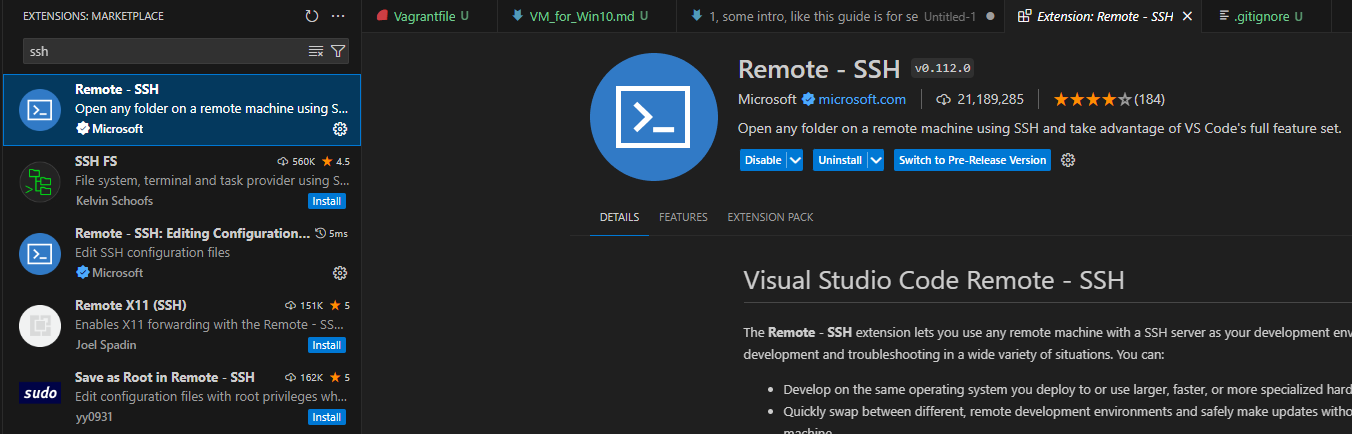 EXTENSIONS: MARKETPLACE
ssh
Remote - SSH
Open any folder on a remote machine using S...
Microsoft
SSH FS 560K 4.5
File system, terminal and task provider using S...
Kelvin Schoofs Install
Remote - SSH: Editing Configuration... 5ms
Edit SSH configuration files
Microsoft
Remote X11 (SSH) 151K 5
Enables X11 forwarding with the Remote - SS...
Joel Spadin Install
sudo
Save as Root in Remote - SSH 162K 5
Edit configuration files with root privileges wh...
yy0931 Install
Vagrantfile U VM_for_Win10.md U 1, some intro, like this guide is for se Untitled-1 Extension: Remote - SSH .gitignore U
Remote - SSH v0.112.0
Microsoft microsoft.com 21,189,285 (184)
Open any folder on a remote machine using SSH and take advantage of VS Code's full feature set.
Disable Uninstall Switch to Pre-Release Version
DETAILS FEATURES EXTENSION PACK
Visual Studio Code Remote - SSH
The Remote - SSH extension lets you use any remote machine with a SSH server as your development env
development and troubleshooting in a wide variety of situations. You can:
• Develop on the same operating system you deploy to or use larger, faster, or more specialized hard
• Quickly swap between different, remote development environments and safely make updates witho
machine.